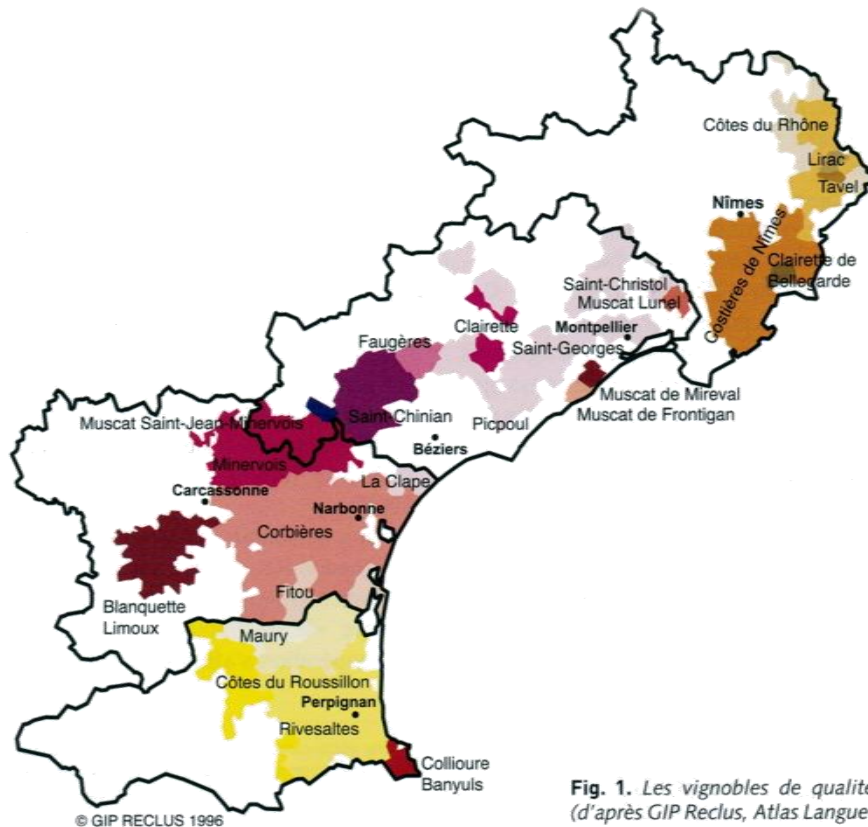 Côtes du Rhône
Lirac
Tavel
Nîmes
Costières de Nîmes
Clairette de
Bellegarde
Saint-Christol
Muscat Lunel
Clairette
Montpellier
Faugères
Saint-Georges
Muscat de Mireval
Muscat de Frontigan
Saint-Chinian
Picpoul
Muscat Saint-Jean-Minervois
Béziers
Minervois
La Clape
Carcassonne
Narbonne
Corbières
Fitou
Blanquette
Limoux
Maury
Côtes du Roussillon
Perpignan
Rivesaltes
Collioure
Banyuls
© GIP RECLUS 1996
Fig. 1. Les vignobles de qualité
(d'après GIP Reclus, Atlas Langue